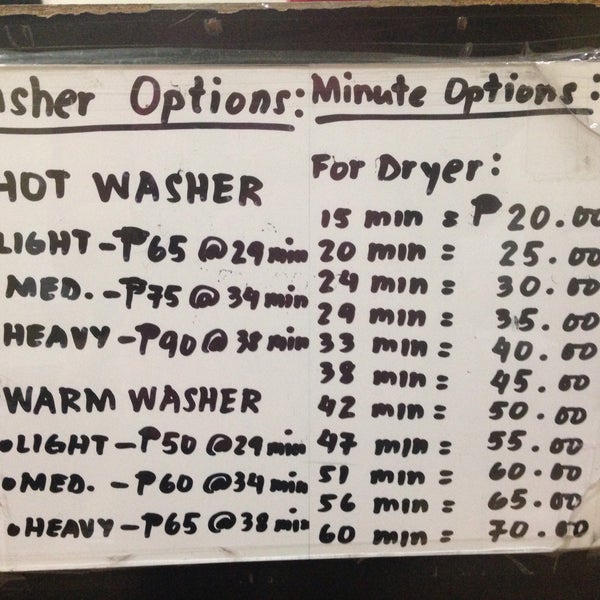 asher Options:
HOT WASHER
LIGHT - ₱65 @ 29 min
MED. - ₱75 @ 34 min
HEAVY - ₱90 @ 38 min
WARM WASHER
• LIGHT - ₱50 @ 29 min
• MED. - ₱60 @ 34 min
• HEAVY - ₱65 @ 38 min
Minute Options:
For Dryer:
15 min = ₱20.00
20 min = 25.00
24 min = 30.00
29 min = 35.00
33 min = 40.00
38 min = 45.00
42 min = 50.00
47 min = 55.00
51 min = 60.00
56 min = 65.00
60 min = 70.00